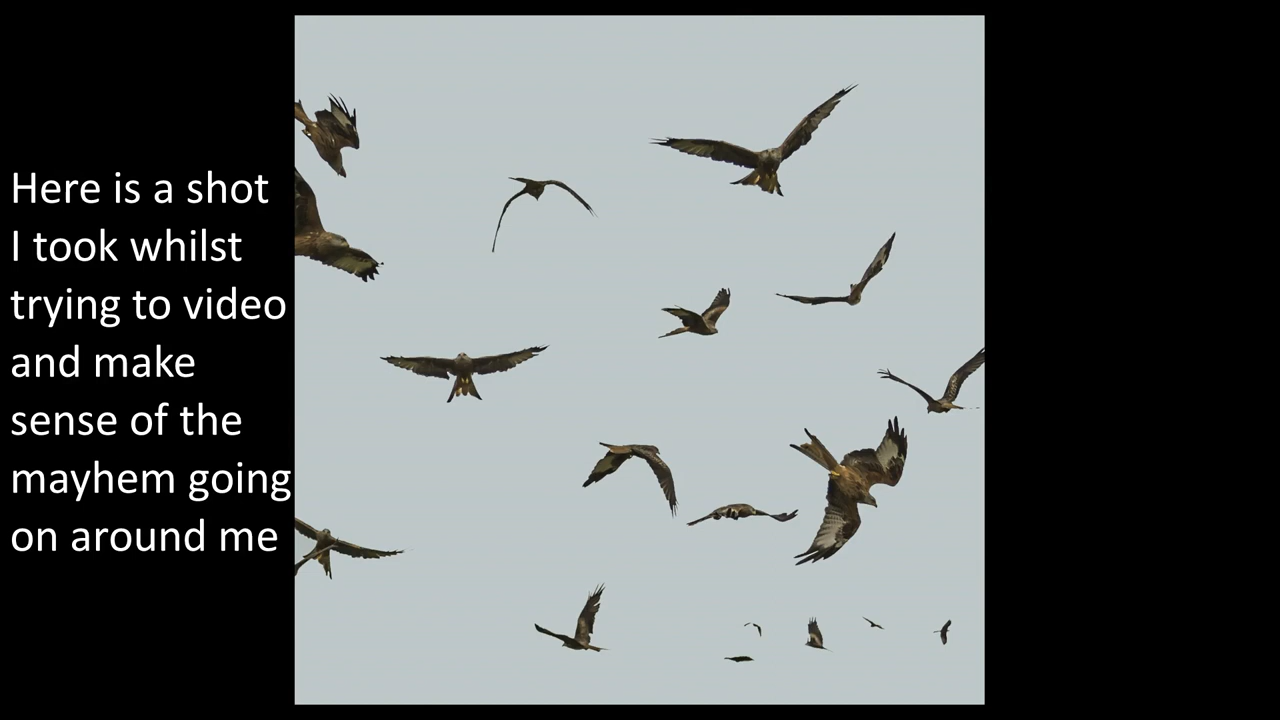 Here is a shot
I took whilst
trying to video
and make
sense of the
mayhem going
on around me